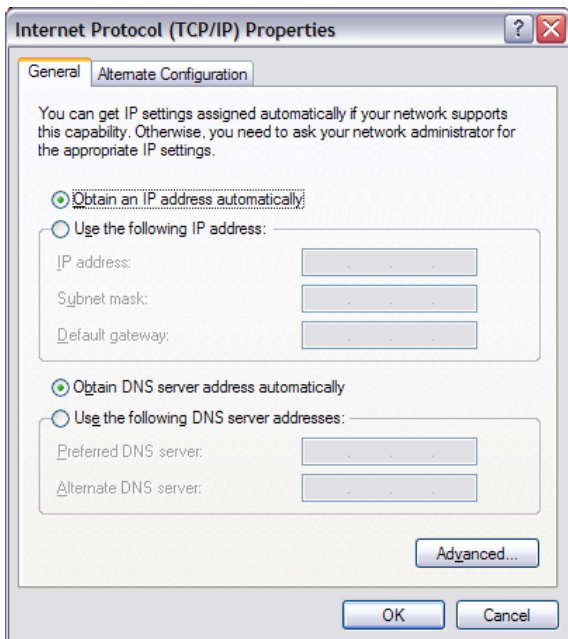 Internet Protocol (TCP/IP) Properties
General
Alternate Configuration
You can get IP settings assigned automatically if your network supports
this capability. Otherwise, you need to ask your network administrator for
the appropriate IP settings.
Obtain an IP address automatically
Use the following IP address:
IP address:
Subnet mask:
Default gateway:
Obtain DNS server address automatically
Use the following DNS server addresses:
Preferred DNS server:
Alternate DNS server:
Advanced...
OK
Cancel